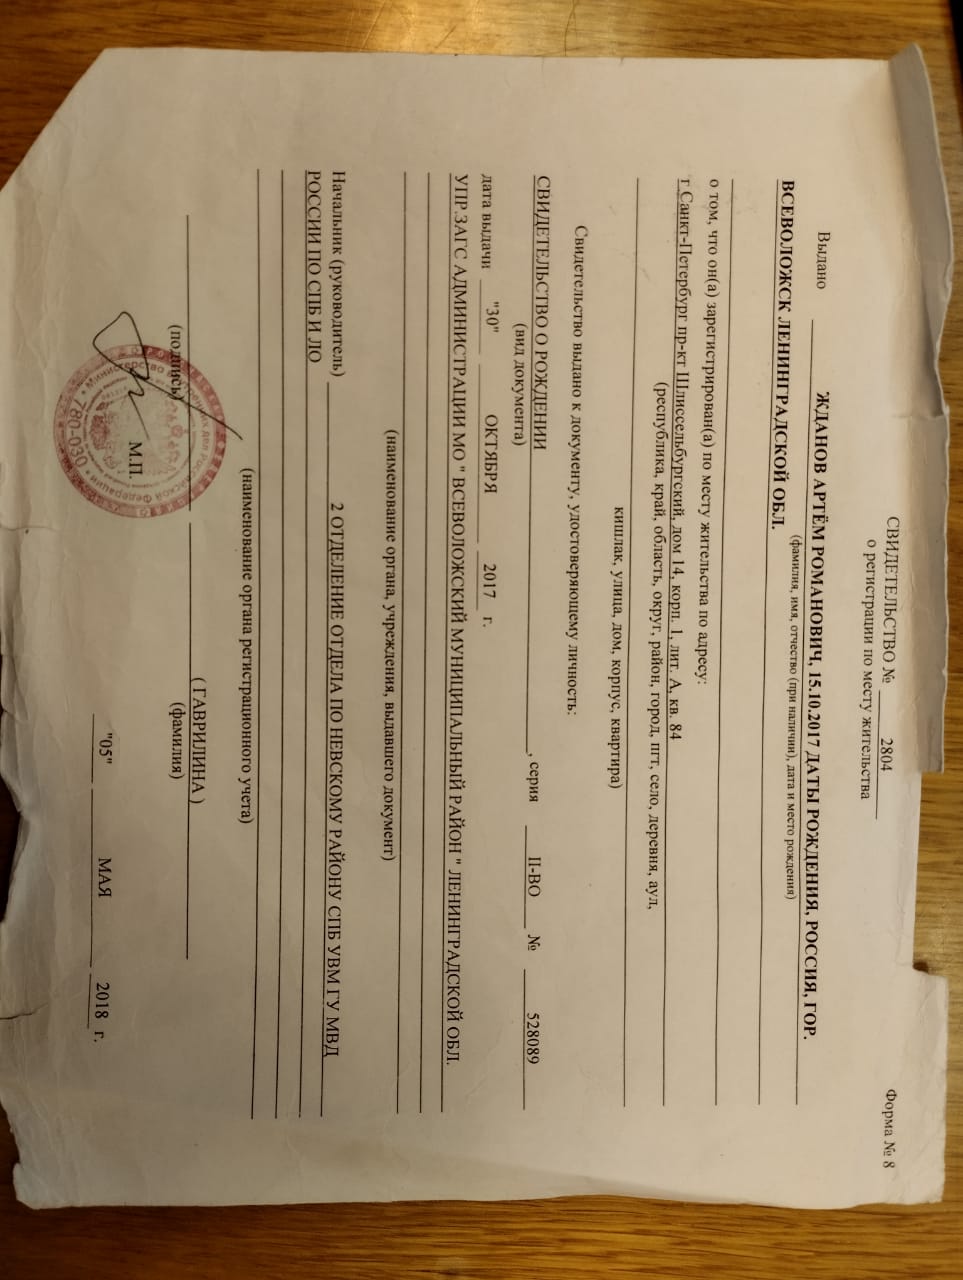 Форма № 8
СВИДЕТЕЛЬСТВО № 2804
о регистрации по месту жительства
Выдано ЖДАНОВ АРТЁМ РОМАНОВИЧ, 15.10.2017 ДАТЫ РОЖДЕНИЯ, РОССИЯ, ГОР.
(фамилия, имя, отчество (при наличии), дата и место рождения)
ВСЕВОЛОЖСК ЛЕНИНГРАДСКОЙ ОБЛ.
о том, что он(а) зарегистрирован(а) по месту жительства по адресу:
г Санкт-Петербург пр-кт Шлиссельбургский, дом 14, корп. 1, лит. А, кв. 84
(республика, край, область, округ, район, город, пгт, село, деревня, аул,
кишлак, улица, дом, корпус, квартира)
Свидетельство выдано к документу, удостоверяющему личность:
СВИДЕТЕЛЬСТВО О РОЖДЕНИИ , серия II-ВО № 528089
(вид документа)
дата выдачи "30" ОКТЯБРЯ 2017 г.
УПР.ЗАГС АДМИНИСТРАЦИИ МО " ВСЕВОЛОЖСКИЙ МУНИЦИПАЛЬНЫЙ РАЙОН " ЛЕНИНГРАДСКОЙ ОБЛ.
(наименование органа, учреждения, выдавшего документ)
Начальник (руководитель) 2 ОТДЕЛЕНИЕ ОТДЕЛА ПО НЕВСКОМУ РАЙОНУ СПБ УВМ ГУ МВД
РОССИИ ПО СПБ И ЛО
(наименование органа регистрационного учета)
( ГАВРИЛИНА )
(подпись) (фамилия)
М.П.
"05" МАЯ 2018 г.
Министерство внутренних дел Российской Федерации
780-030